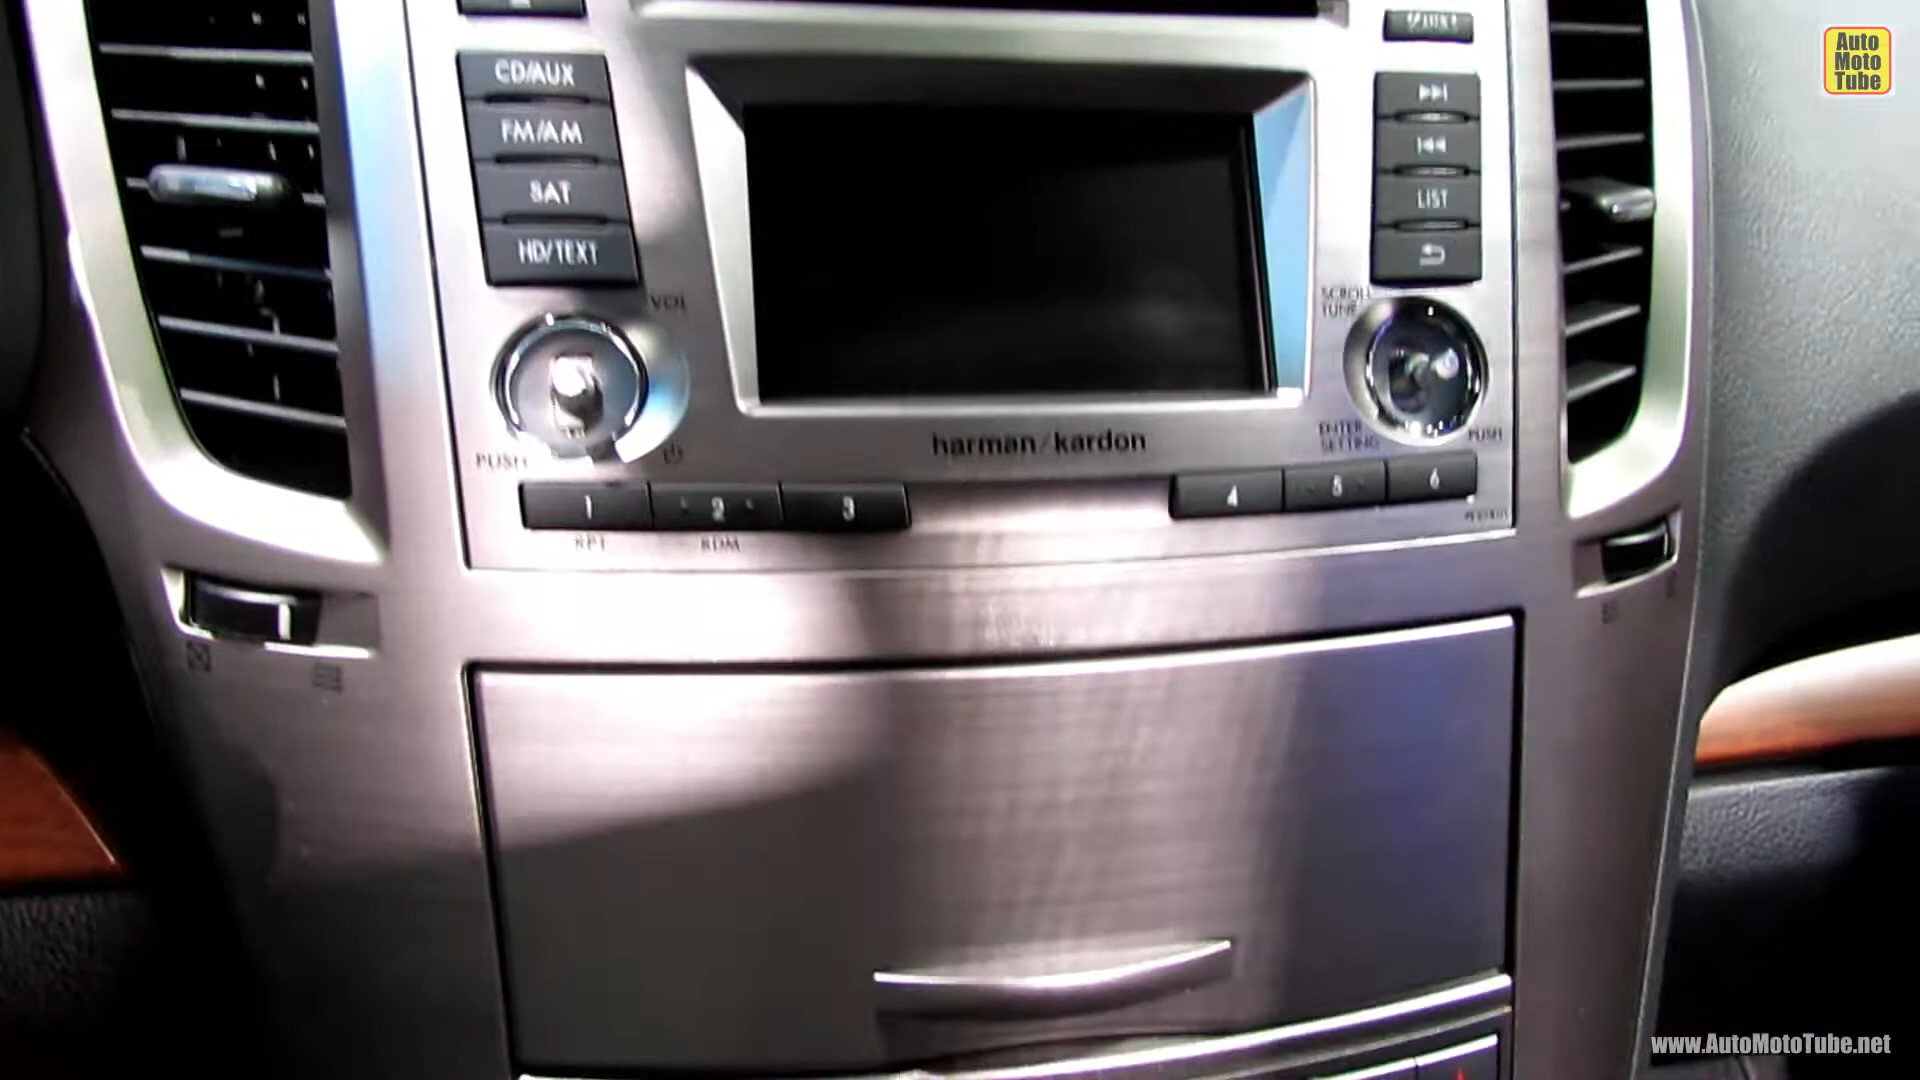 Auto
Moto
Tube
CD/AUX
FM/AM
SAT
HD/TEXT
LIST
VOL
SCROLL
TUNE
PUSH
harman/kardon
ENTER
SETTING
PUSH
1
2
3
4
5
6
RPT
RDM
www.AutoMotoTube.net